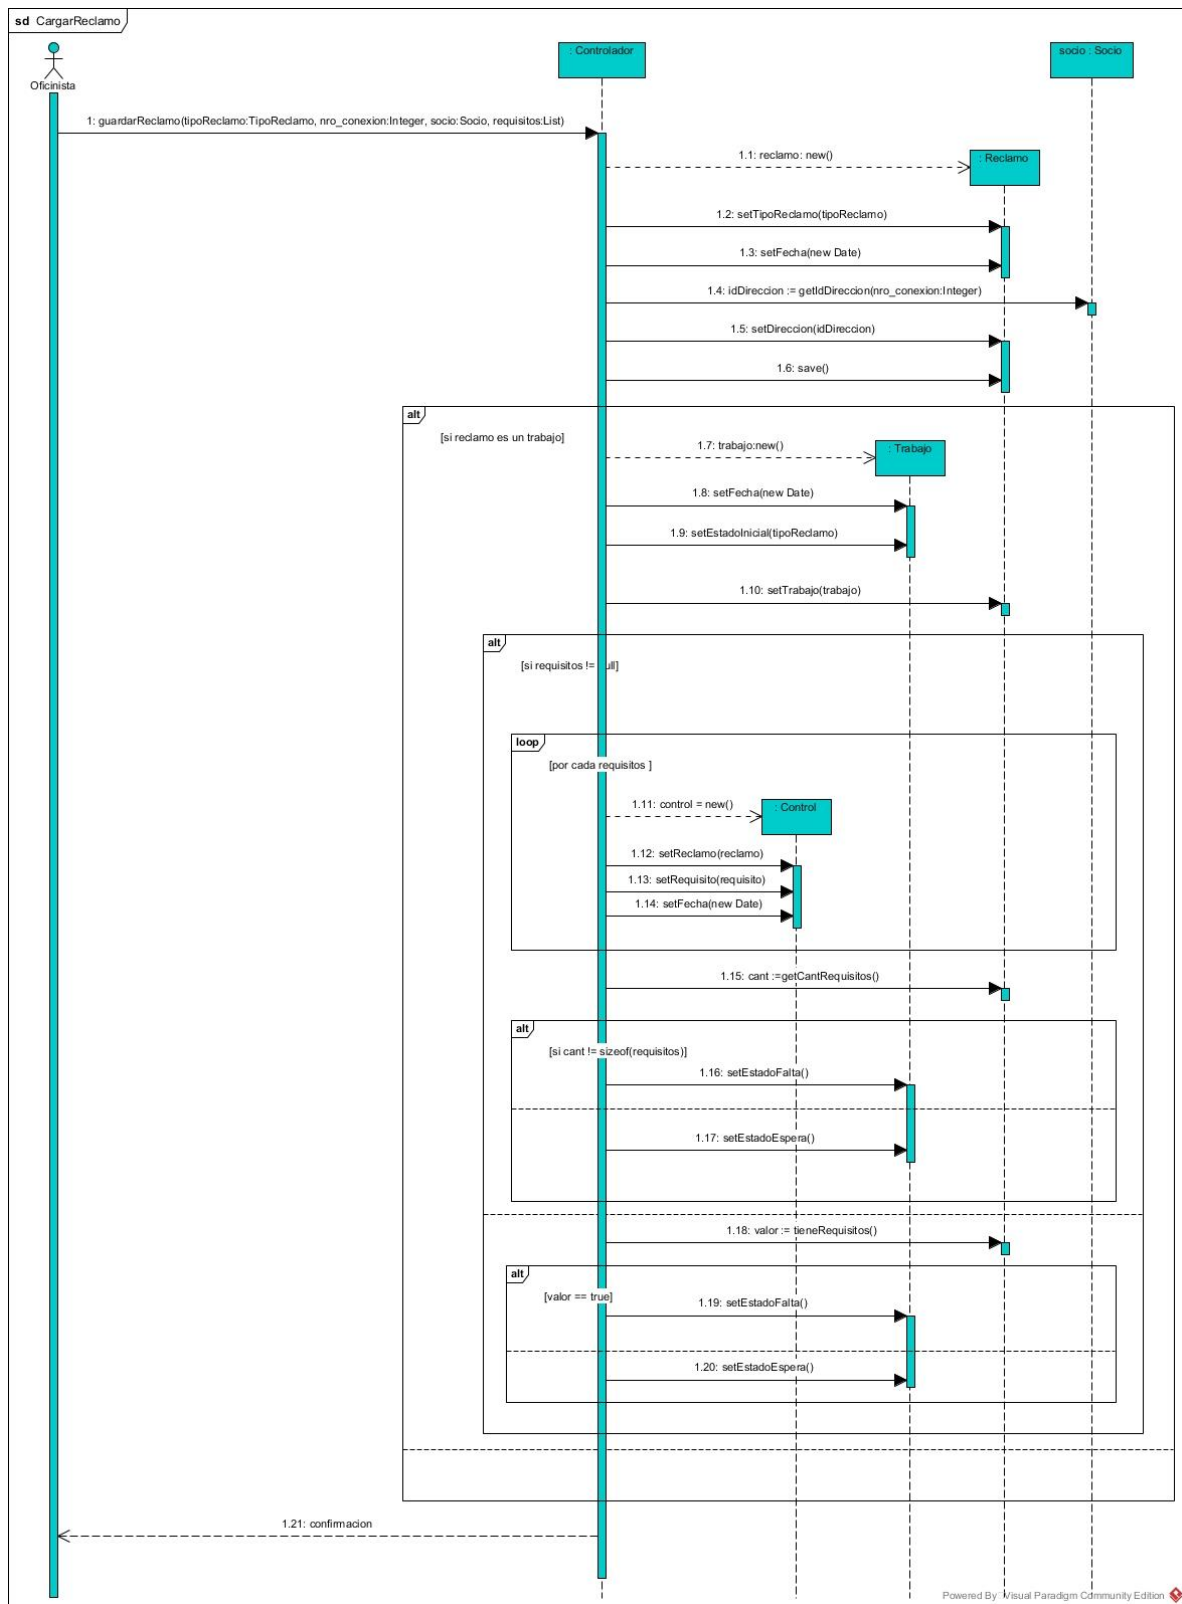 sd CargarReclamo
Oficinista
: Controlador
socio : Socio
1: guardarReclamo(tipoReclamo:TipoReclamo, nro_conexion:Integer, socio:Socio, requisitos:List)
1.1: reclamo: new()
: Reclamo
1.2: setTipoReclamo(tipoReclamo)
1.3: setFecha(new Date)
1.4: idDireccion := getIdDireccion(nro_conexion:Integer)
1.5: setDireccion(idDireccion)
1.6: save()
alt
[si reclamo es un trabajo]
1.7: trabajo:new()
: Trabajo
1.8: setFecha(new Date)
1.9: setEstadoInicial(tipoReclamo)
1.10: setTrabajo(trabajo)
alt
[si requisitos != ull]
loop
[por cada requisitos ]
1.11: control = new()
: Control
1.12: setReclamo(reclamo)
1.13: setRequisito(requisito)
1.14: setFecha(new Date)
1.15: cant :=getCantRequisitos()
alt
[si cant != sizeof(requisitos)]
1.16: setEstadoFalta()
1.17: setEstadoEspera()
1.18: valor := tieneRequisitos()
alt
[valor == true]
1.19: setEstadoFalta()
1.20: setEstadoEspera()
1.21: confirmacion
Powered By Visual Paradigm Community Edition